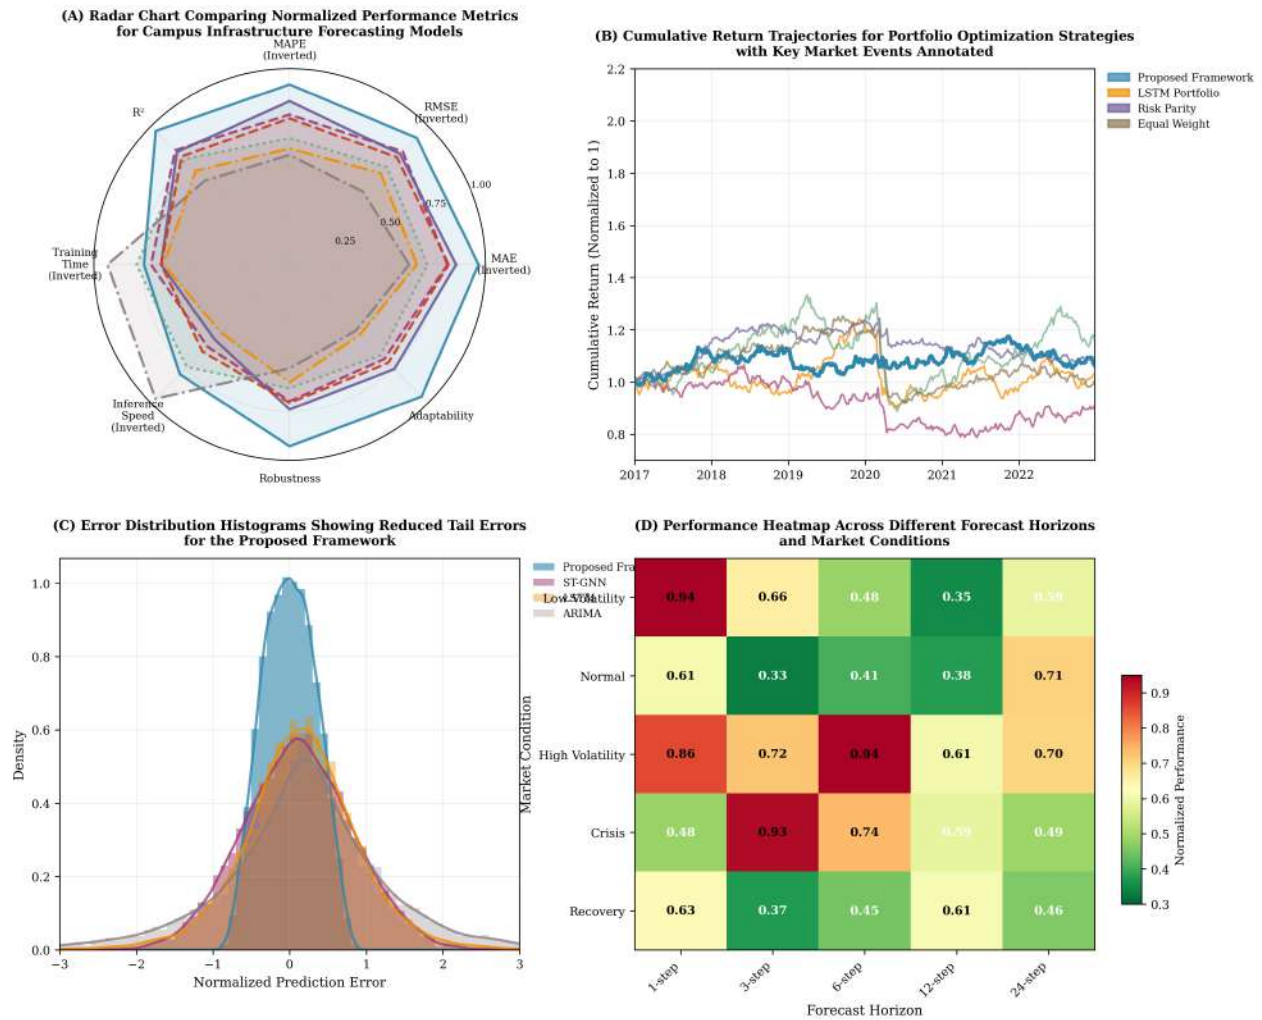 (A) Radar Chart Comparing Normalized Performance Metrics
for Campus Infrastructure Forecasting Models
MAPE
(Inverted)
RMSE
(Inverted)
R²
1.00
0.75
0.50
0.25
MAE
(Inverted)
Training
Time
(Inverted)
Inference
Speed
(Inverted)
Adaptability
Robustness
(B) Cumulative Return Trajectories for Portfolio Optimization Strategies
with Key Market Events Annotated
Cumulative Return (Normalized to 1)
2.2
2.0
1.8
1.6
1.4
1.2
1.0
0.8
2017
2018
2019
2020
2021
2022
Proposed Framework
LSTM Portfolio
Risk Parity
Equal Weight
(C) Error Distribution Histograms Showing Reduced Tail Errors
for the Proposed Framework
Density
1.0
0.8
0.6
0.4
0.2
0.0
−3
−2
−1
0
1
2
3
Normalized Prediction Error
Proposed Fra
ST-GNN
ARIMA
(D) Performance Heatmap Across Different Forecast Horizons
and Market Conditions
Market Condition
Low Volatility
0.94 0.66 0.48 0.35 0.59
Normal
0.61 0.33 0.41 0.38 0.71
High Volatility
0.86 0.72 0.94 0.61 0.70
Crisis
0.48 0.93 0.74 0.59 0.49
Recovery
0.63 0.37 0.45 0.61 0.46
1-step
3-step
6-step
12-step
24-step
Forecast Horizon
0.9
0.8
0.7
0.6
0.5
0.4
0.3
Normalized Performance